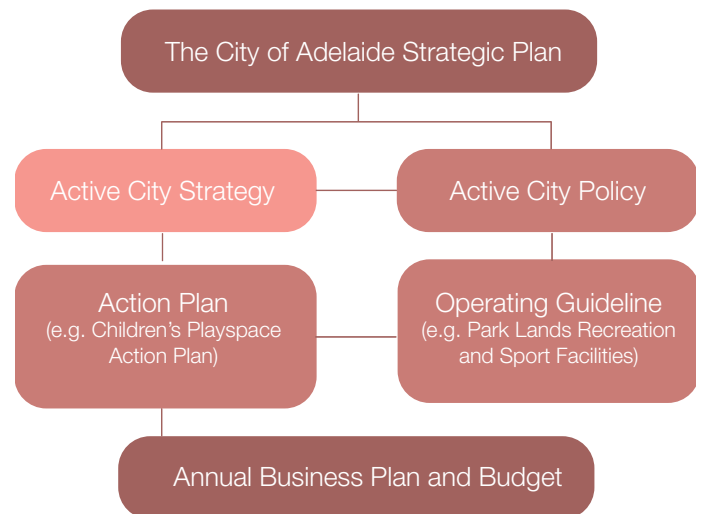 The City of Adelaide Strategic Plan
Active City Strategy
Active City Policy
Action Plan
(e.g. Children’s Playspace
Action Plan)
Operating Guideline
(e.g. Park Lands Recreation
and Sport Facilities)
Annual Business Plan and Budget